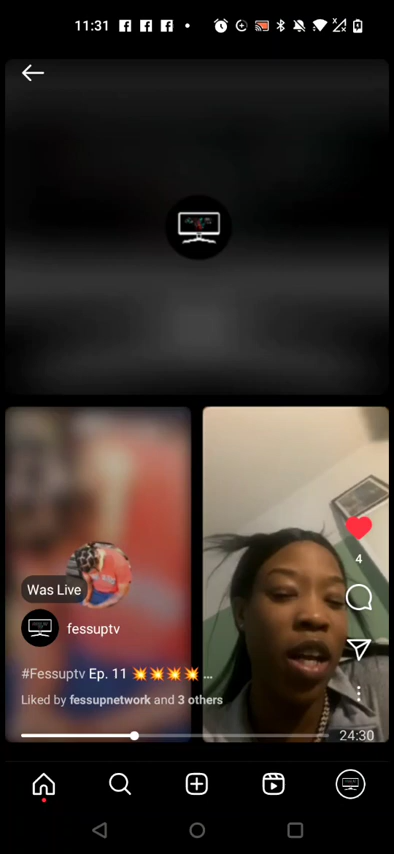 11:31
Was Live
fessuptv
#Fessuptv Ep. 11 💥💥💥💥 ...
Liked by fessupnetwork and 3 others
4
24:30